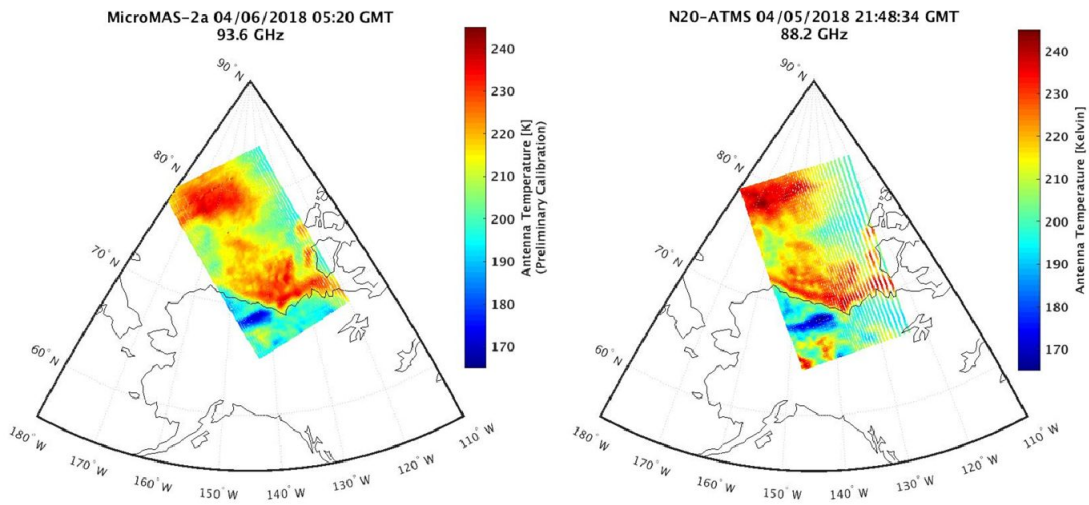 MicroMAS-2a 04/06/2018 05:20 GMT
93.6 GHz
90°N
80°N
70°N
60°N
180°W
170°W
160°W
150°W
140°W
130°W
120°W
110°W
240
230
220
210
200
190
180
170
Antenna Temperature [K]
(Preliminary Calibration)
N20-ATMS 04/05/2018 21:48:34 GMT
88.2 GHz
90°N
80°N
70°N
60°N
180°W
170°W
160°W
150°W
140°W
130°W
120°W
110°W
240
230
220
210
200
190
180
170
Antenna Temperature [Kelvin]